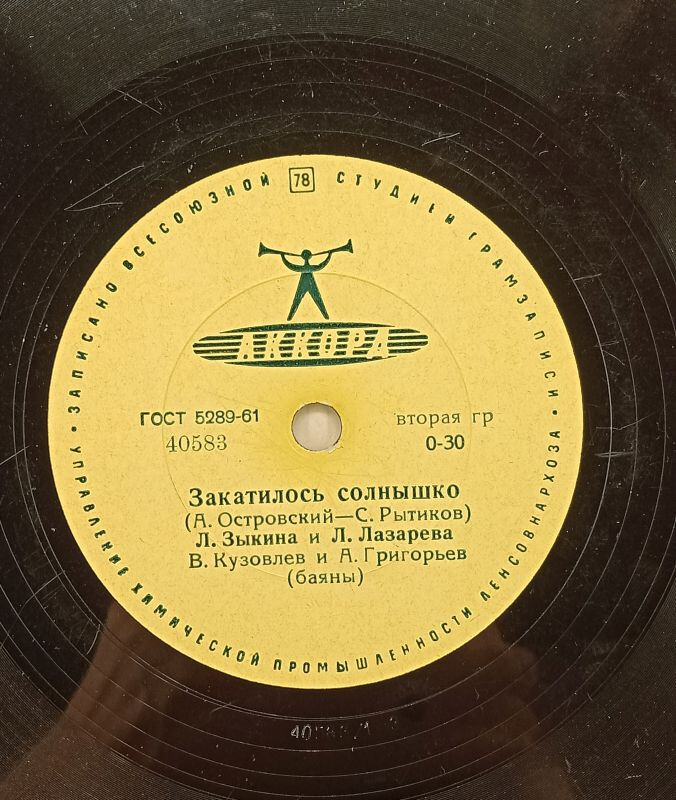 ЗАПИСАНО ВСЕСОЮЗНОЙ 78 СТУДИЕЙ ГРАМЗАПИСИ
АККОРД
ГОСТ 5289-61
вторая гр
40583
0-30
Закатилось солнышко
(А. Островский—С. Рытиков)
Л. Зыкина и Л. Лазарева
В. Кузовлев и А. Григорьев
(баяны)
УПРАВЛЕНИЕ ХИМИЧЕСКОЙ ПРОМЫШЛЕННОСТИ ЛЕНСОВНАРХОЗА